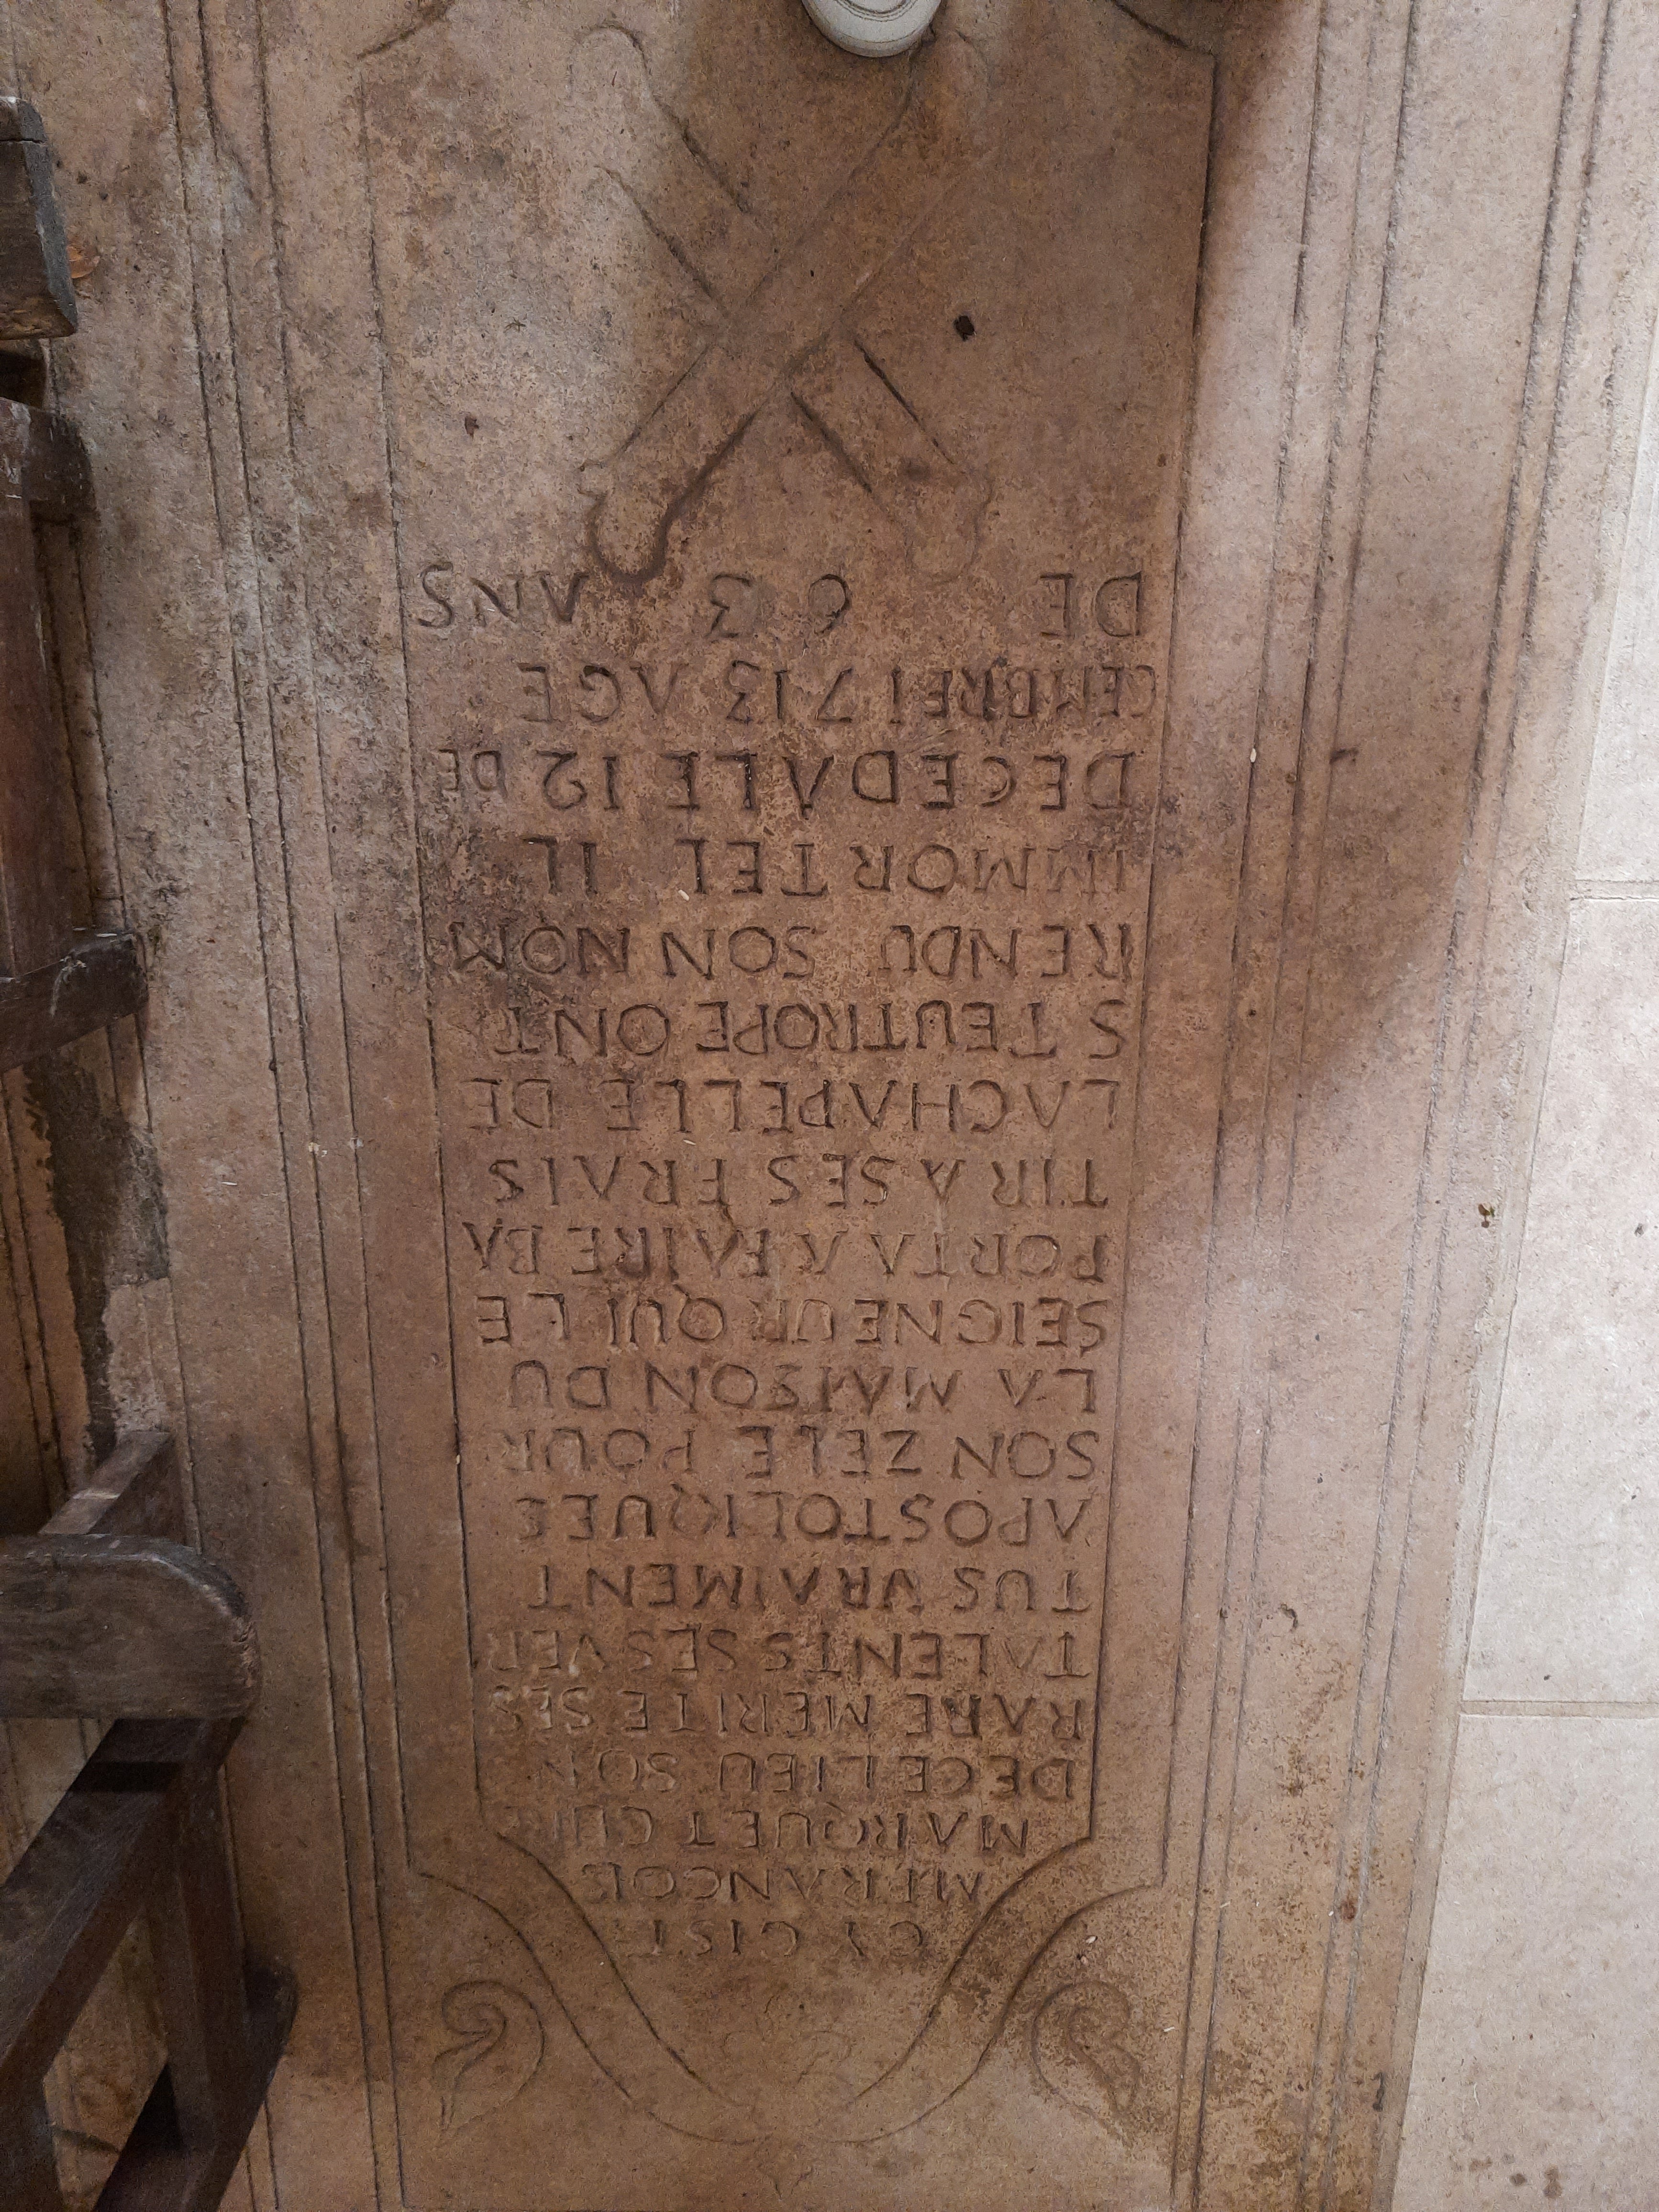 CY GIST
M FRANCOIS
MARQUET CURE
DE CE LIEU SON
RARE MERITE SES
TALENTS SES VER
TUS VRAIMENT
APOSTOLIQUEE
SON ZELE POUR
LA MAISON DU
SEIGNEUR QUI LE
PORTA A FAIRE BA
TIR A SES FRAIS
LA CHAPELLE DE
S TEUTROPE ONT
RENDU SON NOM
IMMORTEL IL
DECEDA LE 12 DE
CEMBRE 1713 AGE
DE 63 ANS